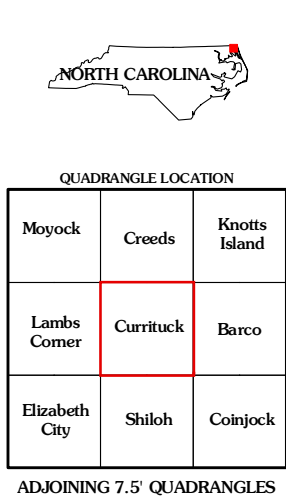 NORTH CAROLINA
QUADRANGLE LOCATION
Moyock
Creeds
Knotts
Island
Lambs
Corner
Currituck
Barco
Elizabeth
City
Shiloh
Coinjock
ADJOINING 7.5' QUADRANGLES